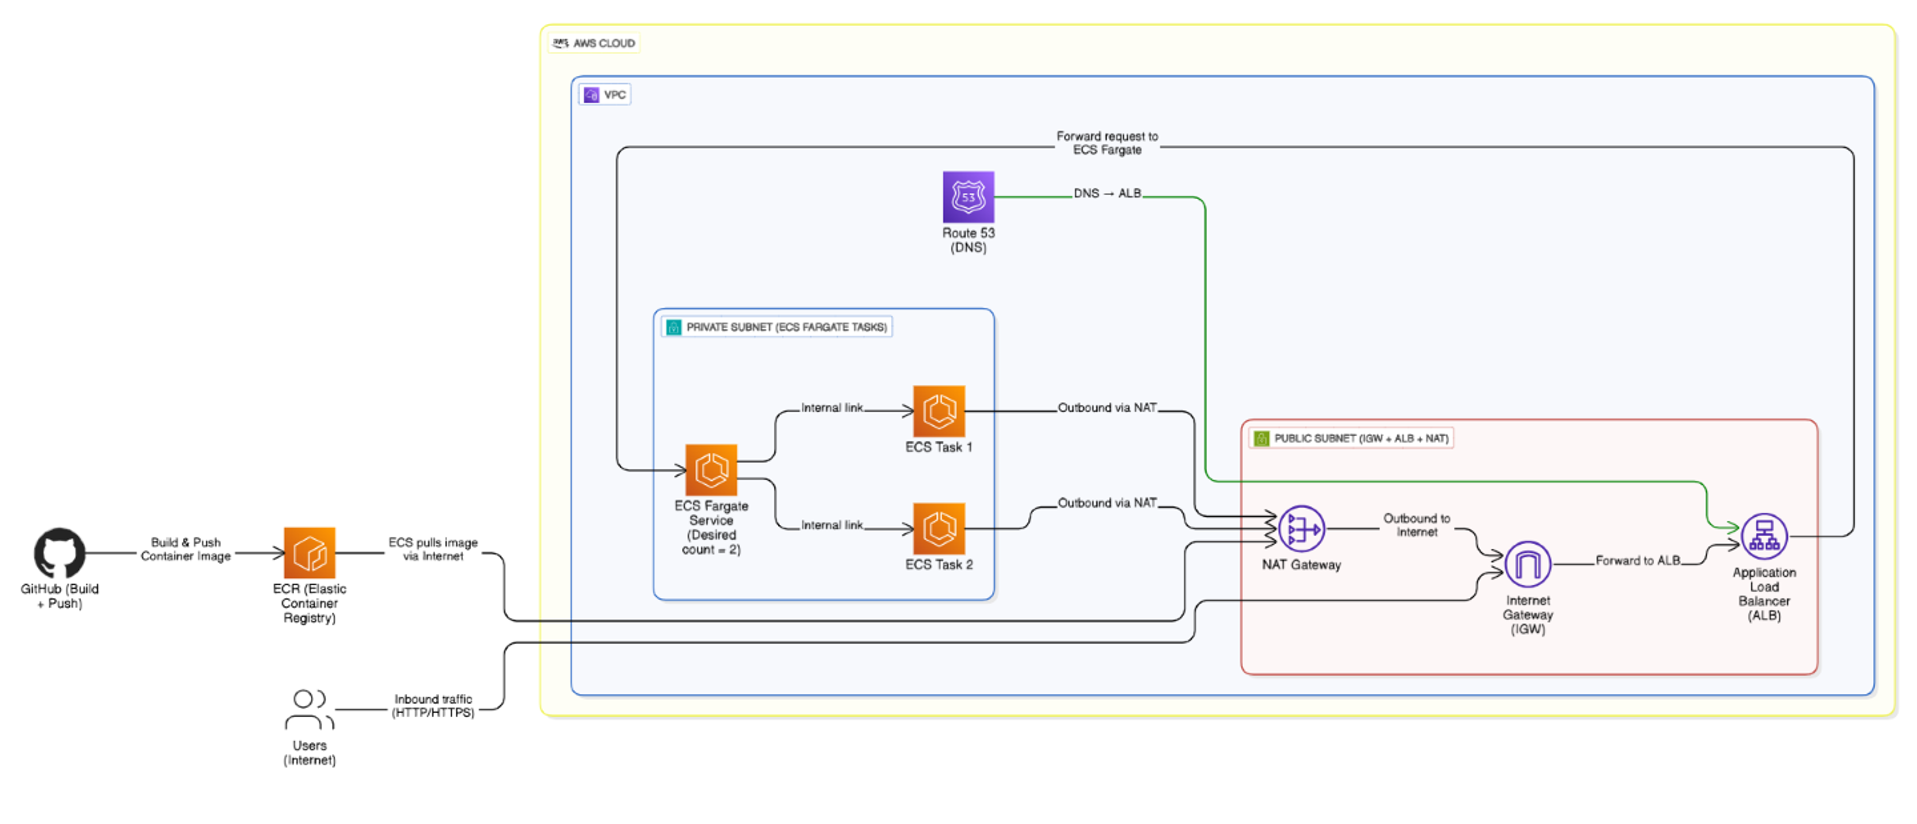 aws AWS CLOUD
VPC
Forward request to
ECS Fargate
53
DNS → ALB
Route 53
(DNS)
PRIVATE SUBNET (ECS FARGATE TASKS)
Internal link
Outbound via NAT
ECS Task 1
PUBLIC SUBNET (IGW + ALB + NAT)
ECS Fargate
Service
(Desired
count = 2)
Internal link
Outbound via NAT
ECS Task 2
NAT Gateway
Outbound to
Internet
Internet
Gateway
(IGW)
Forward to ALB
Application
Load
Balancer
(ALB)
GitHub (Build
+ Push)
Build & Push
Container Image
ECR (Elastic
Container
Registry)
ECS pulls image
via Internet
Inbound traffic
(HTTP/HTTPS)
Users
(Internet)